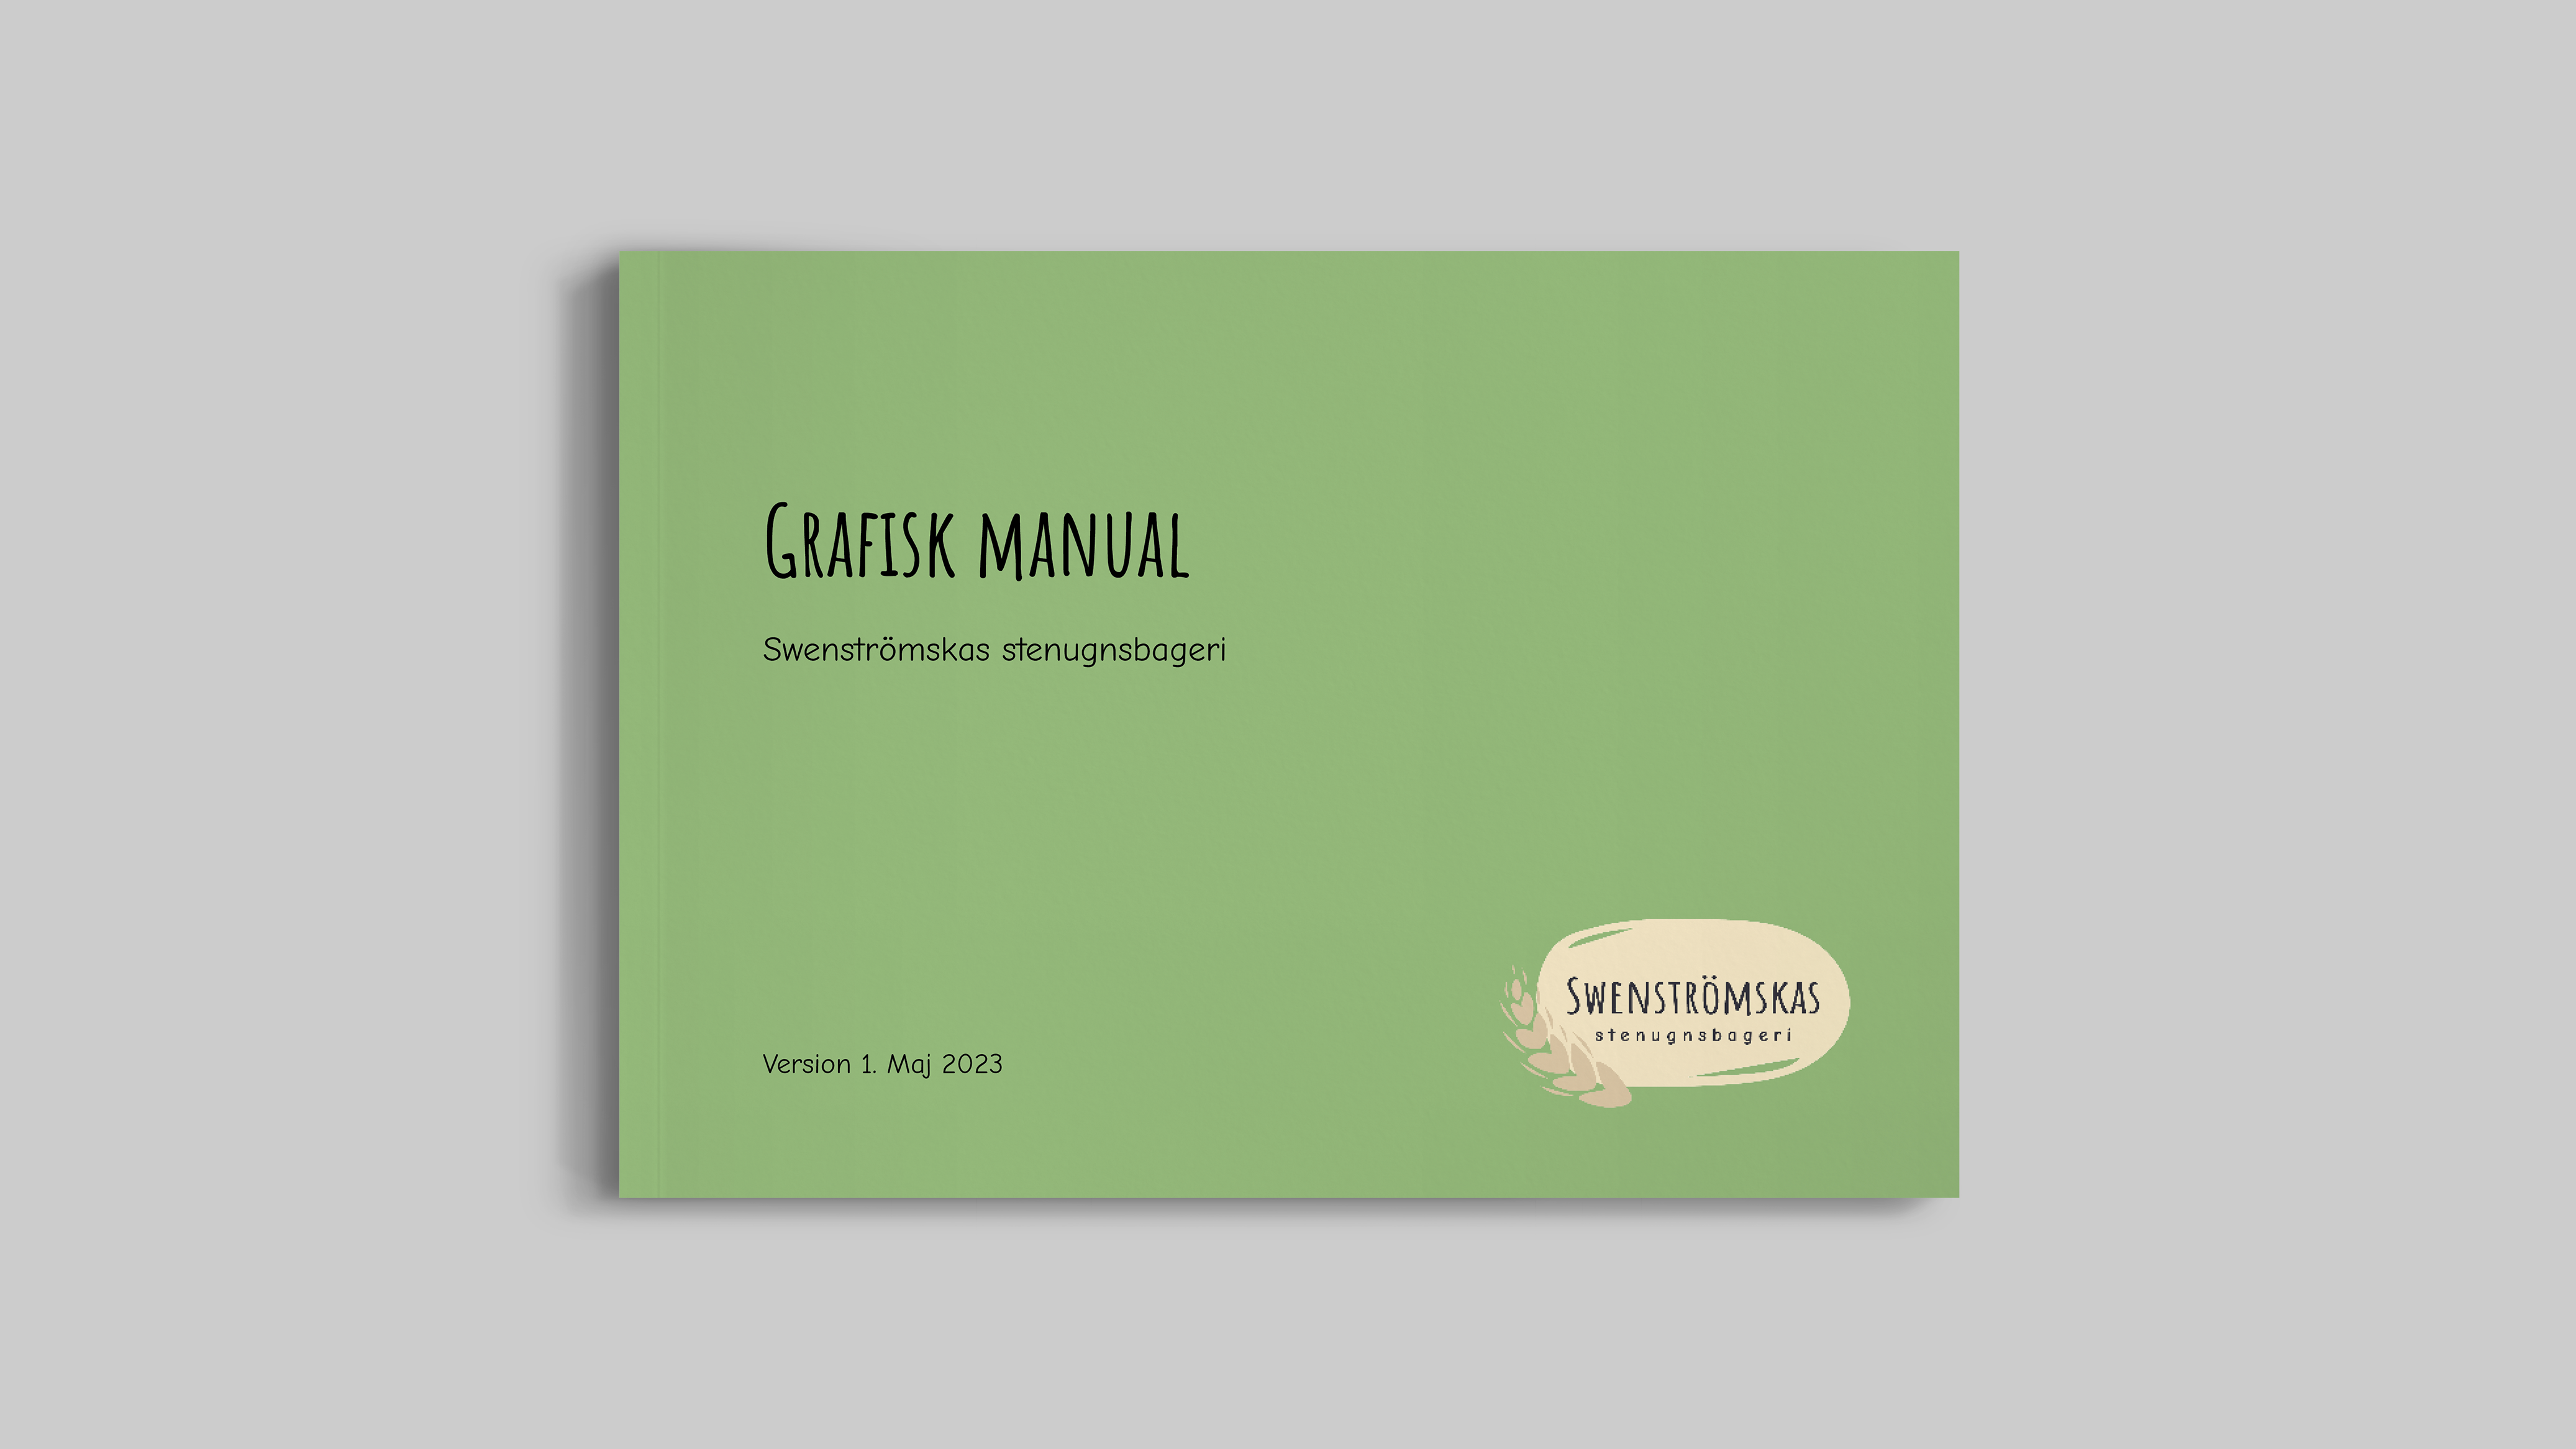 Grafisk manual
Swenströmskas stenugnsbageri
Version 1. Maj 2023
Swenströmskas
stenugnsbageri